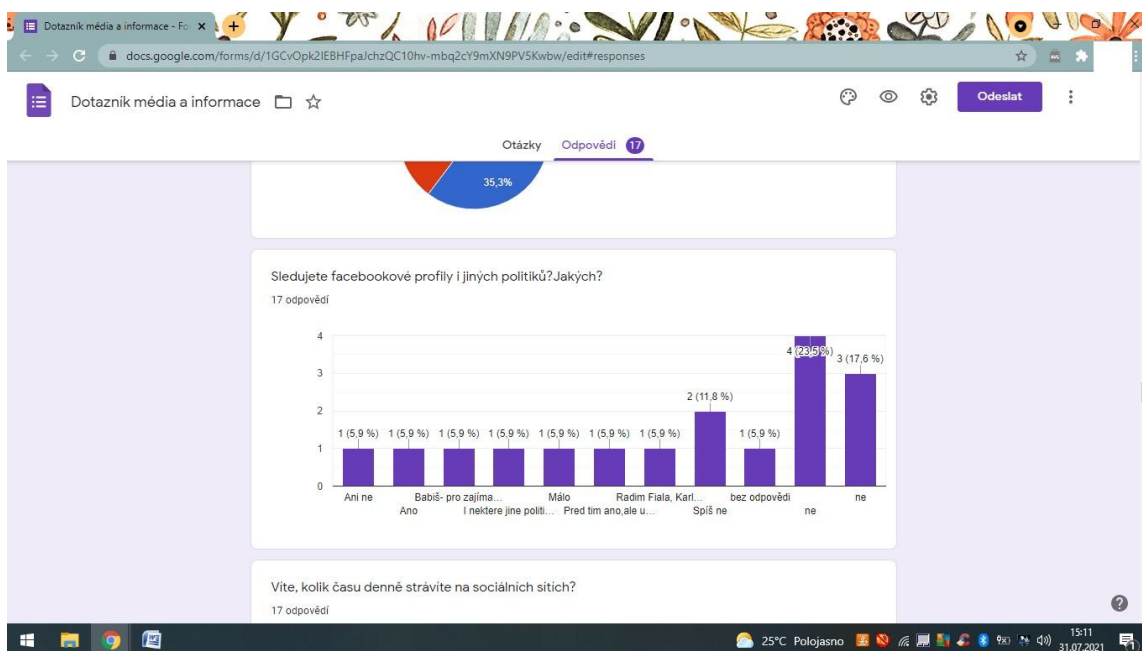 Dotazník média a informace - Fo
docs.google.com/forms/d/1GCvOpk2IEBHFpaJchzQC10hv-mbq2cY9mXN9PV5Kwbw/edit#responses
Dotazník média a informace
Odeslat
Otázky Odpovědi 17
35,3%
Sledujete facebookové profily i jiných politiků?Jakých?
17 odpovědí
4
3
2
1
0
1 (5,9 %) 1 (5,9 %) 1 (5,9 %) 1 (5,9 %) 1 (5,9 %) 1 (5,9 %) 1 (5,9 %) 2 (11,8 %) 1 (5,9 %) 4 (23,5 %) 3 (17,6 %)
Ani ne Babiš- pro zajíma... Málo Radim Fiala, Karl... bez odpovědi ne
Ano I nektere jine politi... Pred tim ano,ale u... Spíš ne ne
Víte, kolik času denně strávíte na sociálních sítích?
17 odpovědí
25°C Polojasno
15:11
31.07.2021